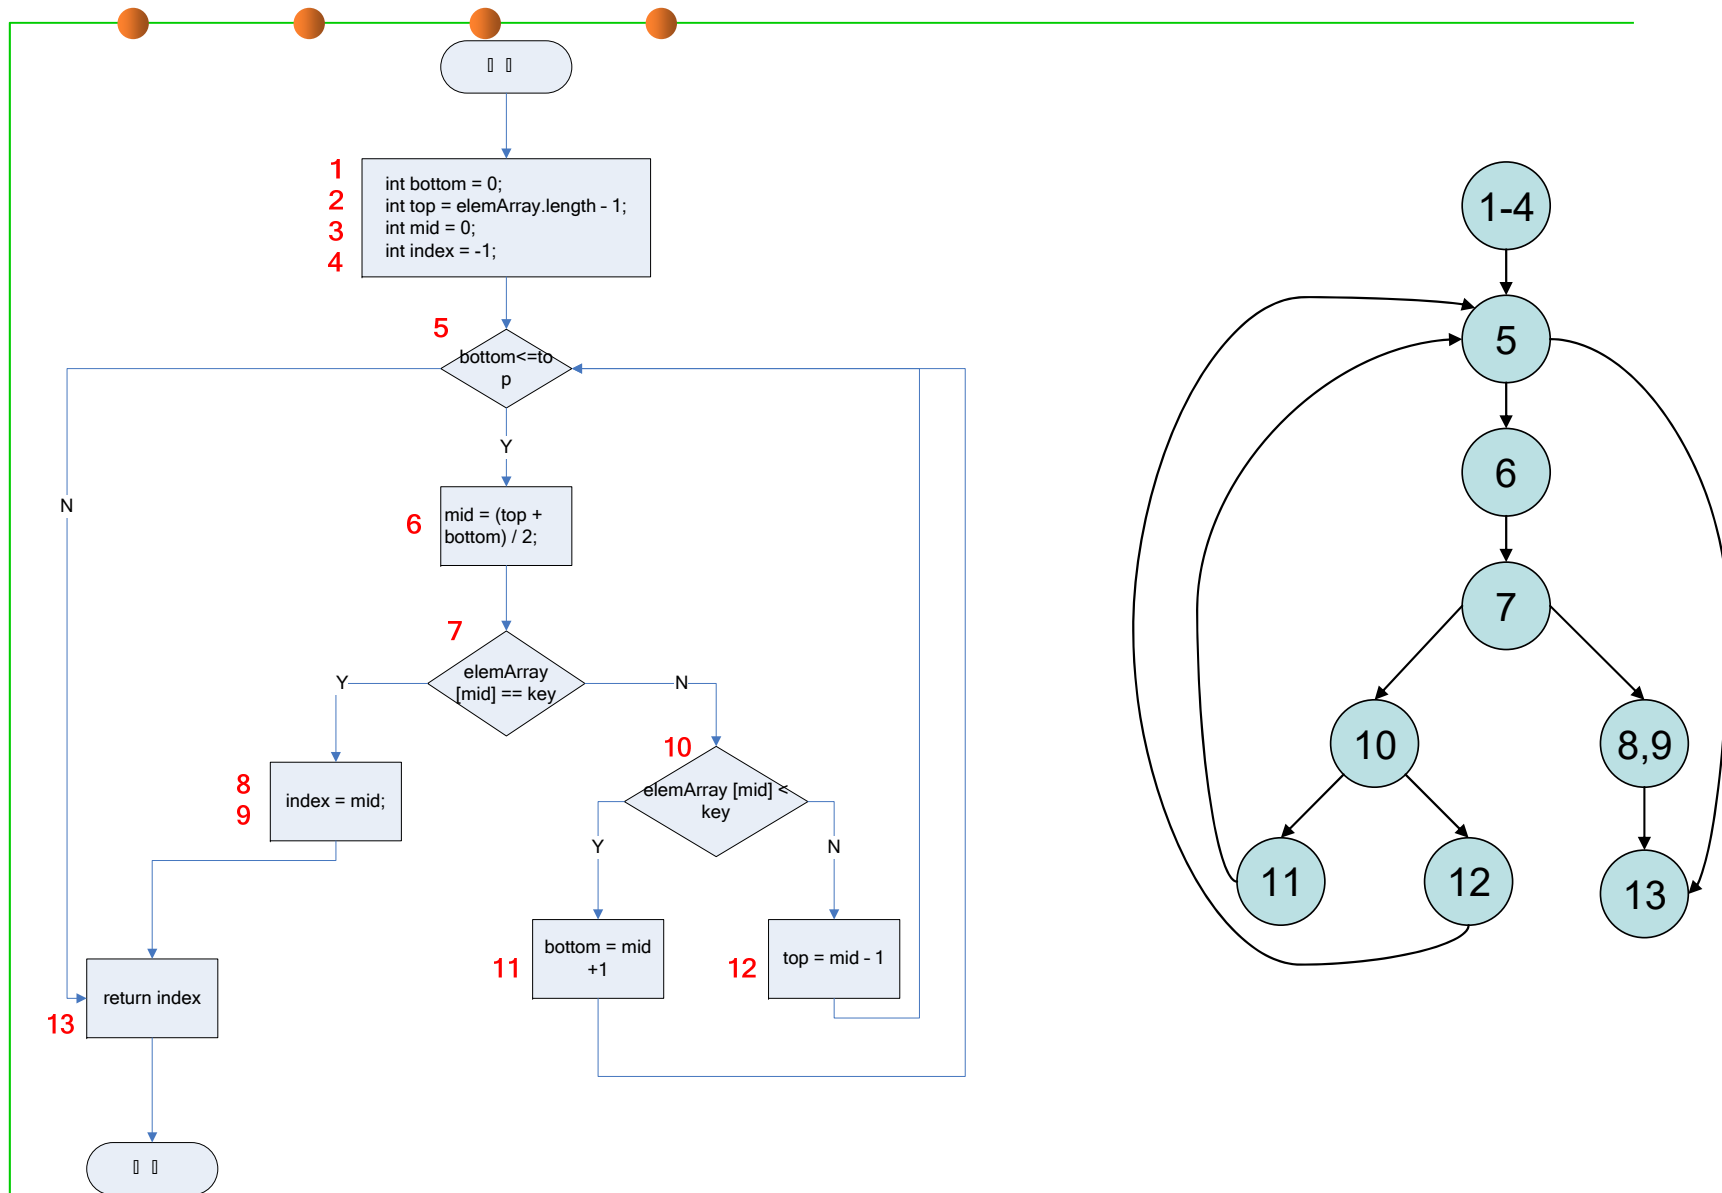 1
2
3
4
int bottom = 0;
int top = elemArray.length - 1;
int mid = 0;
int index = -1;
5
bottom<=to
p
Y
N
6
mid = (top +
bottom) / 2;
7
elemArray
[mid] == key
Y
N
8
9
index = mid;
10
elemArray [mid] <
key
Y
N
11
bottom = mid
+1
12
top = mid - 1
return index
13
1-4
5
6
7
10
8,9
11
12
13